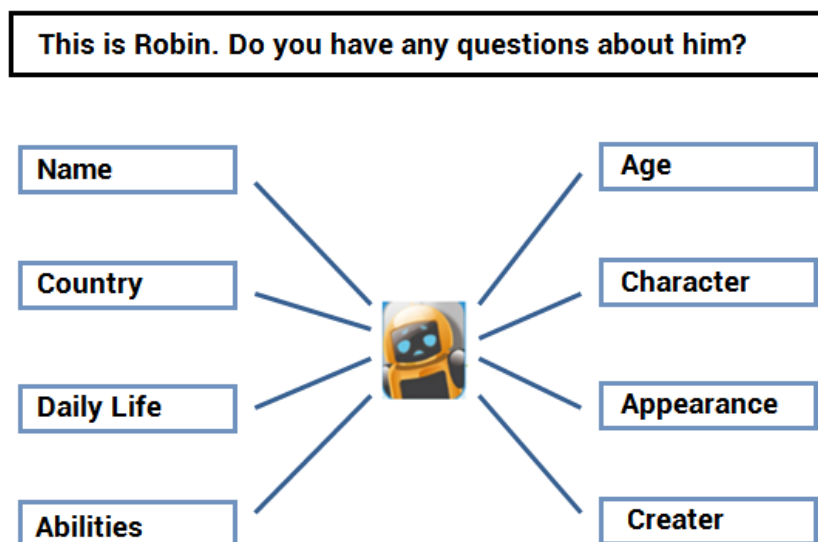 This is Robin. Do you have any questions about him?
Name
Age
Country
Character
Daily Life
Appearance
Abilities
Creater